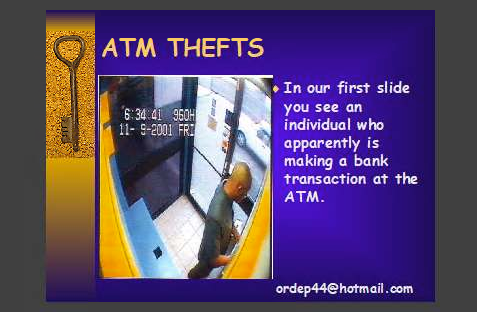 ATM THEFTS
6:34:41 960H
11- 9-2001 FRI
In our first slide
you see an
individual who
apparently is
making a bank
transaction at the
ATM.
ordep44@hotmail.com